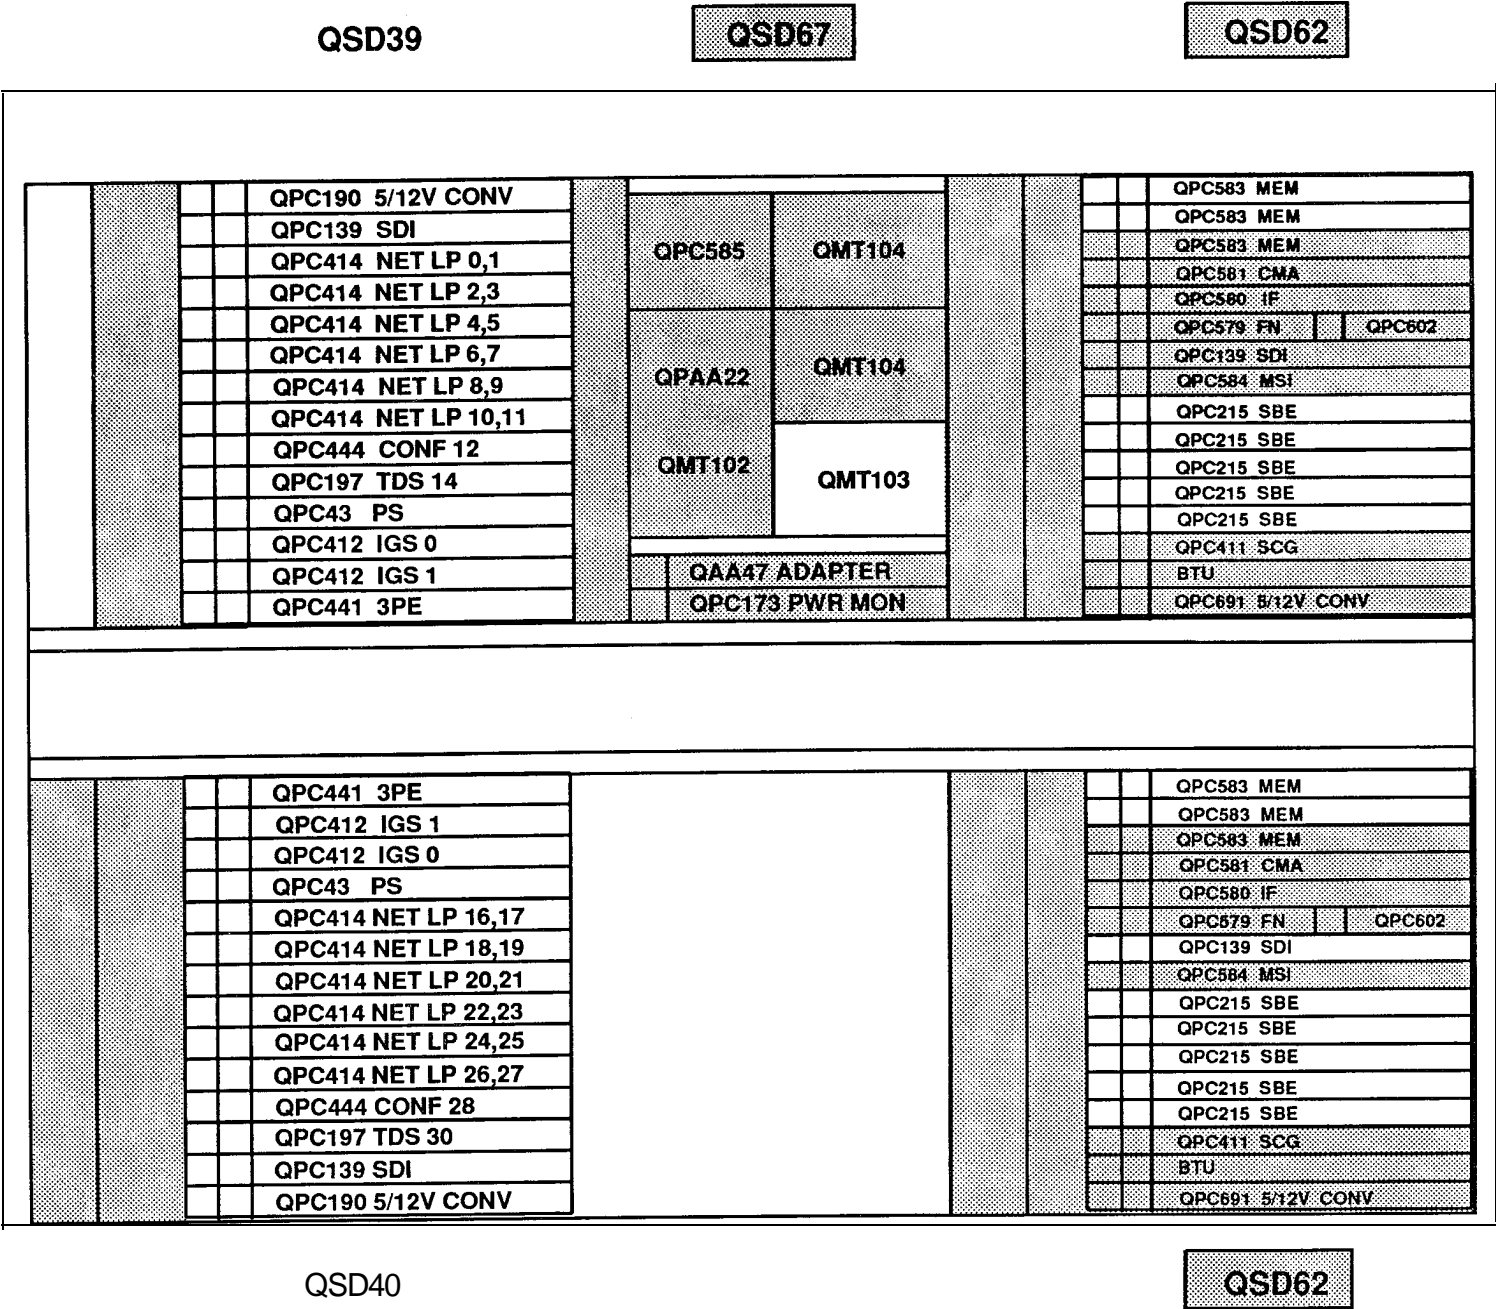 QSD39
QSD67
QSD62
QPC190 5/12V CONV
QPC139 SDI
QPC414 NET LP 0,1
QPC414 NET LP 2,3
QPC414 NET LP 4,5
QPC414 NET LP 6,7
QPC414 NET LP 8,9
QPC414 NET LP 10,11
QPC444 CONF 12
QPC197 TDS 14
QPC43 PS
QPC412 IGS 0
QPC412 IGS 1
QPC441 3PE
QPC585
QMT104
QPAA22
QMT104
QMT102
QMT103
QAA47 ADAPTER
QPC173 PWR MON
QPC583 MEM
QPC583 MEM
QPC583 MEM
QPC581 CMA
QPC580 IF
QPC579 FN
QPC602
QPC139 SDI
QPC584 MSI
QPC215 SBE
QPC215 SBE
QPC215 SBE
QPC215 SBE
QPC215 SBE
QPC411 SCG
BTU
QPC691 5/12V CONV
QPC441 3PE
QPC412 IGS 1
QPC412 IGS 0
QPC43 PS
QPC414 NET LP 16,17
QPC414 NET LP 18,19
QPC414 NET LP 20,21
QPC414 NET LP 22,23
QPC414 NET LP 24,25
QPC414 NET LP 26,27
QPC444 CONF 28
QPC197 TDS 30
QPC139 SDI
QPC190 5/12V CONV
QPC583 MEM
QPC583 MEM
QPC583 MEM
QPC581 CMA
QPC580 IF
QPC579 FN
QPC602
QPC139 SDI
QPC584 MSI
QPC215 SBE
QPC215 SBE
QPC215 SBE
QPC215 SBE
QPC215 SBE
QPC411 SCG
BTU
QPC691 5/12V CONV
QSD40
QSD62